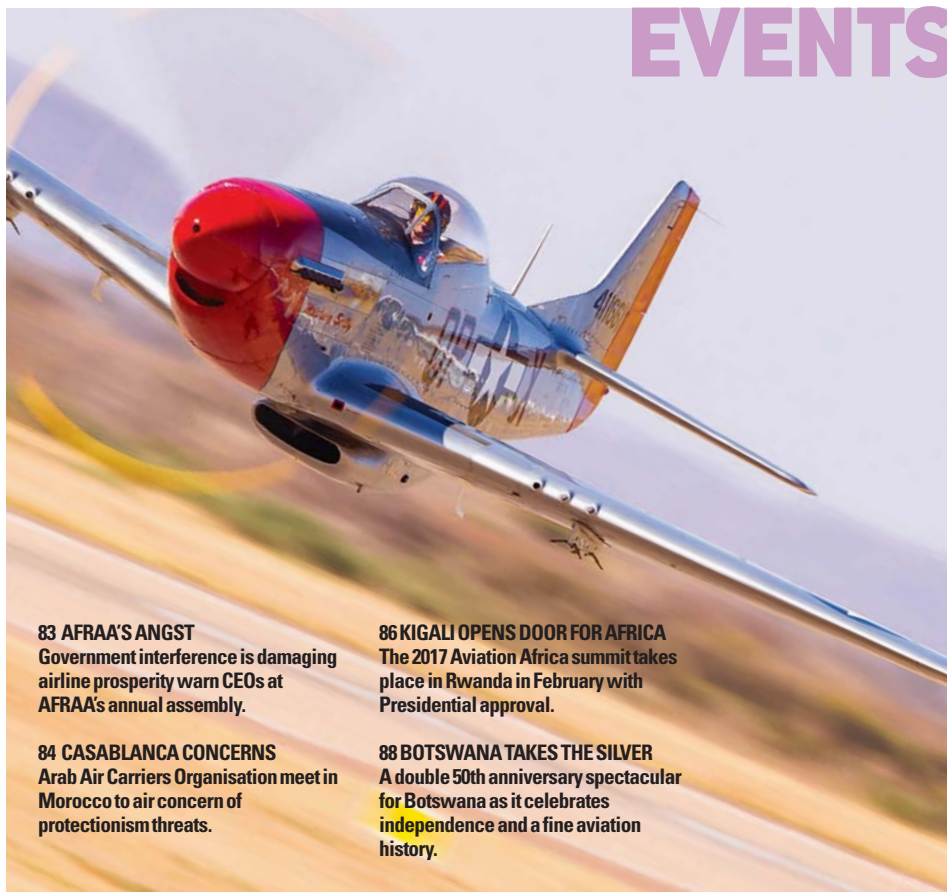 EVENTS
83 AFRAA'S ANGST
Government interference is damaging
airline prosperity warn CEOs at
AFRAA's annual assembly.
84 CASABLANCA CONCERNS
Arab Air Carriers Organisation meet in
Morocco to air concern of
protectionism threats.
86 KIGALI OPENS DOOR FOR AFRICA
The 2017 Aviation Africa summit takes
place in Rwanda in February with
Presidential approval.
88 BOTSWANA TAKES THE SILVER
A double 50th anniversary spectacular
for Botswana as it celebrates
independence and a fine aviation
history.